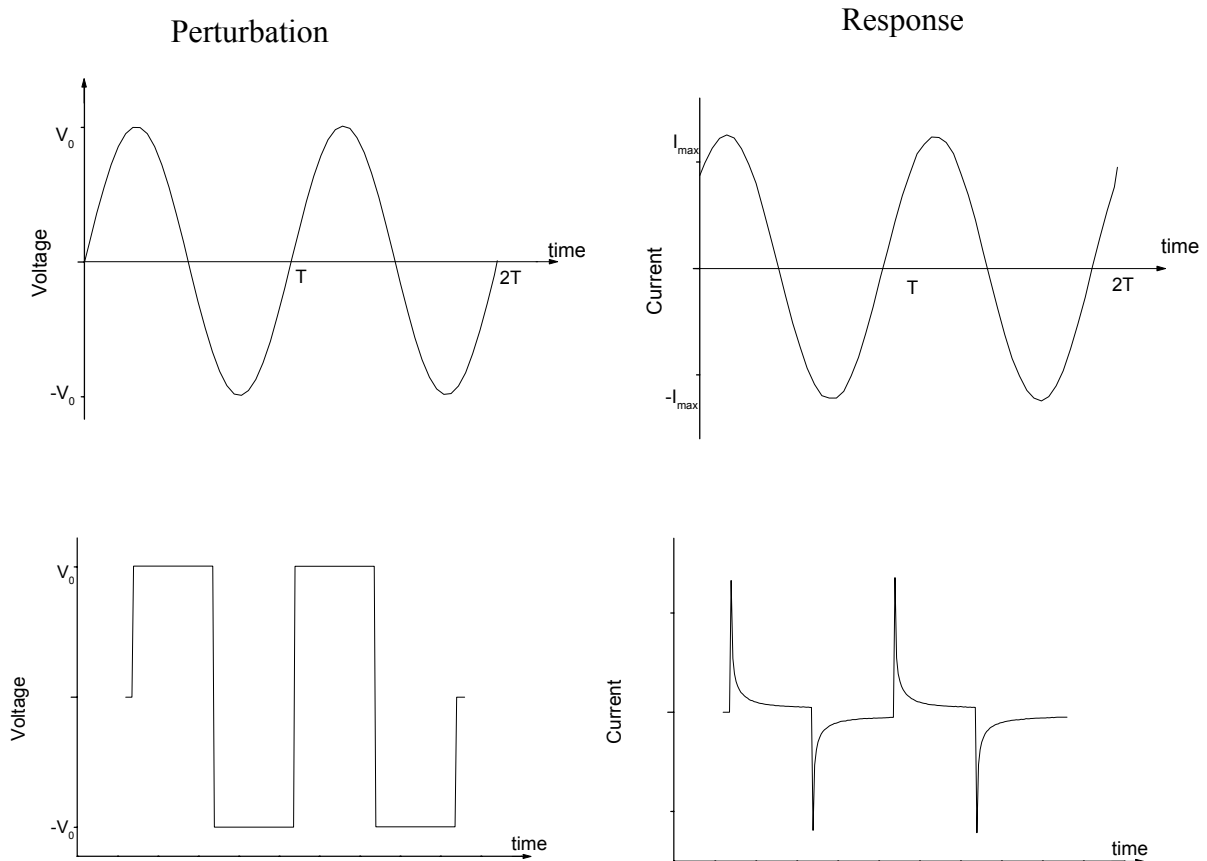 Perturbation
Response
V₀
Voltage
-V₀
time
T
2T
Iₘₐₓ
Current
-Iₘₐₓ
time
T
2T
V₀
Voltage
-V₀
time
Current
time